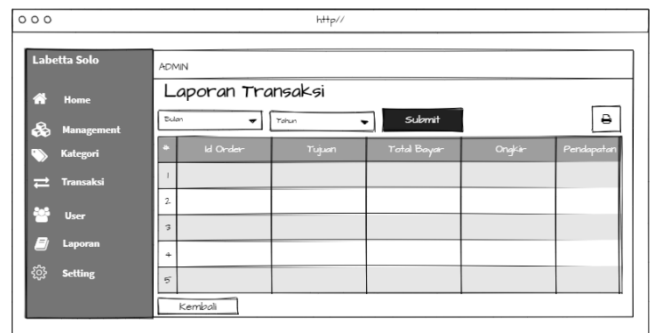 http//
Labetta Solo
Home
Management
Kategori
Transaksi
User
Laporan
Setting
ADMIN
Laporan Transaksi
Bulan Tahun Submit
# Id Order Tujuan Total Bayar Ongkir Pendapatan
1
2
3
4
5
Kembali